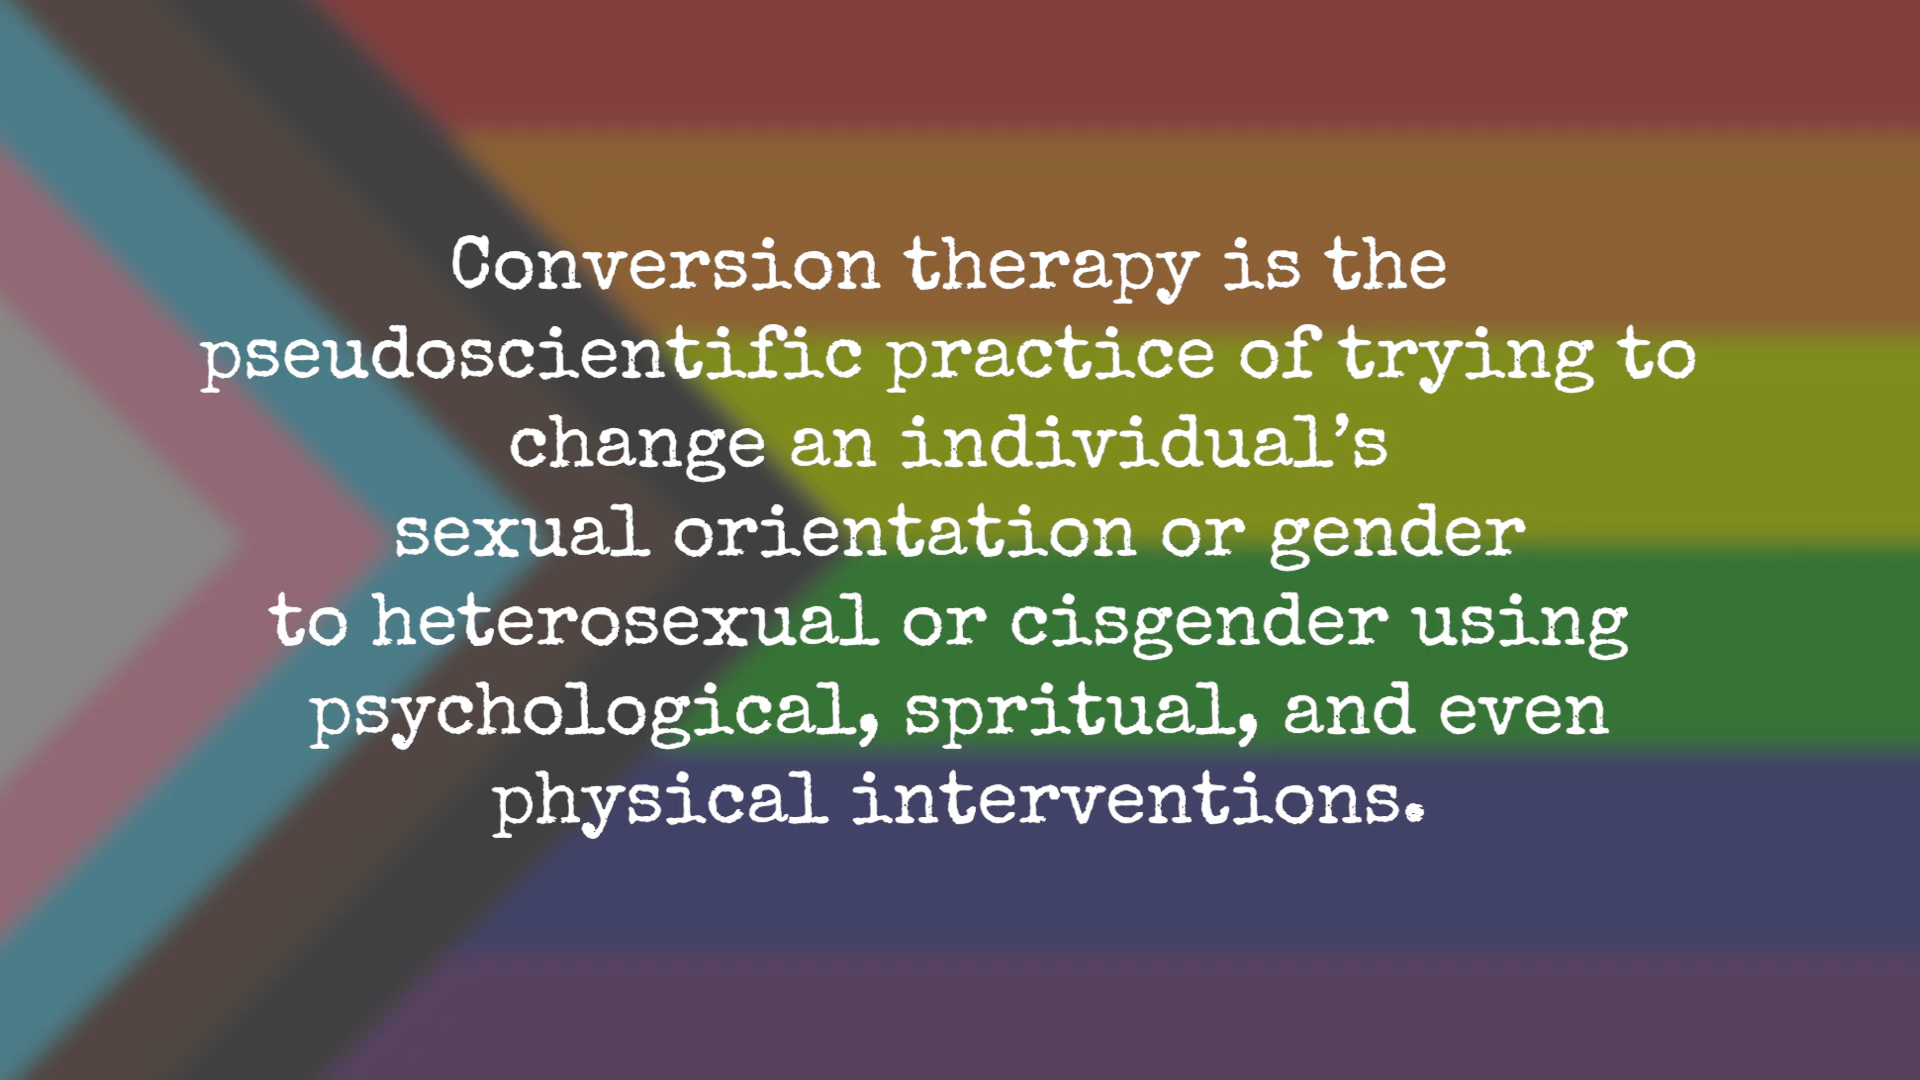 Conversion therapy is the
pseudoscientific practice of trying to
change an individual’s
sexual orientation or gender
to heterosexual or cisgender using
psychological, spritual, and even
physical interventions.